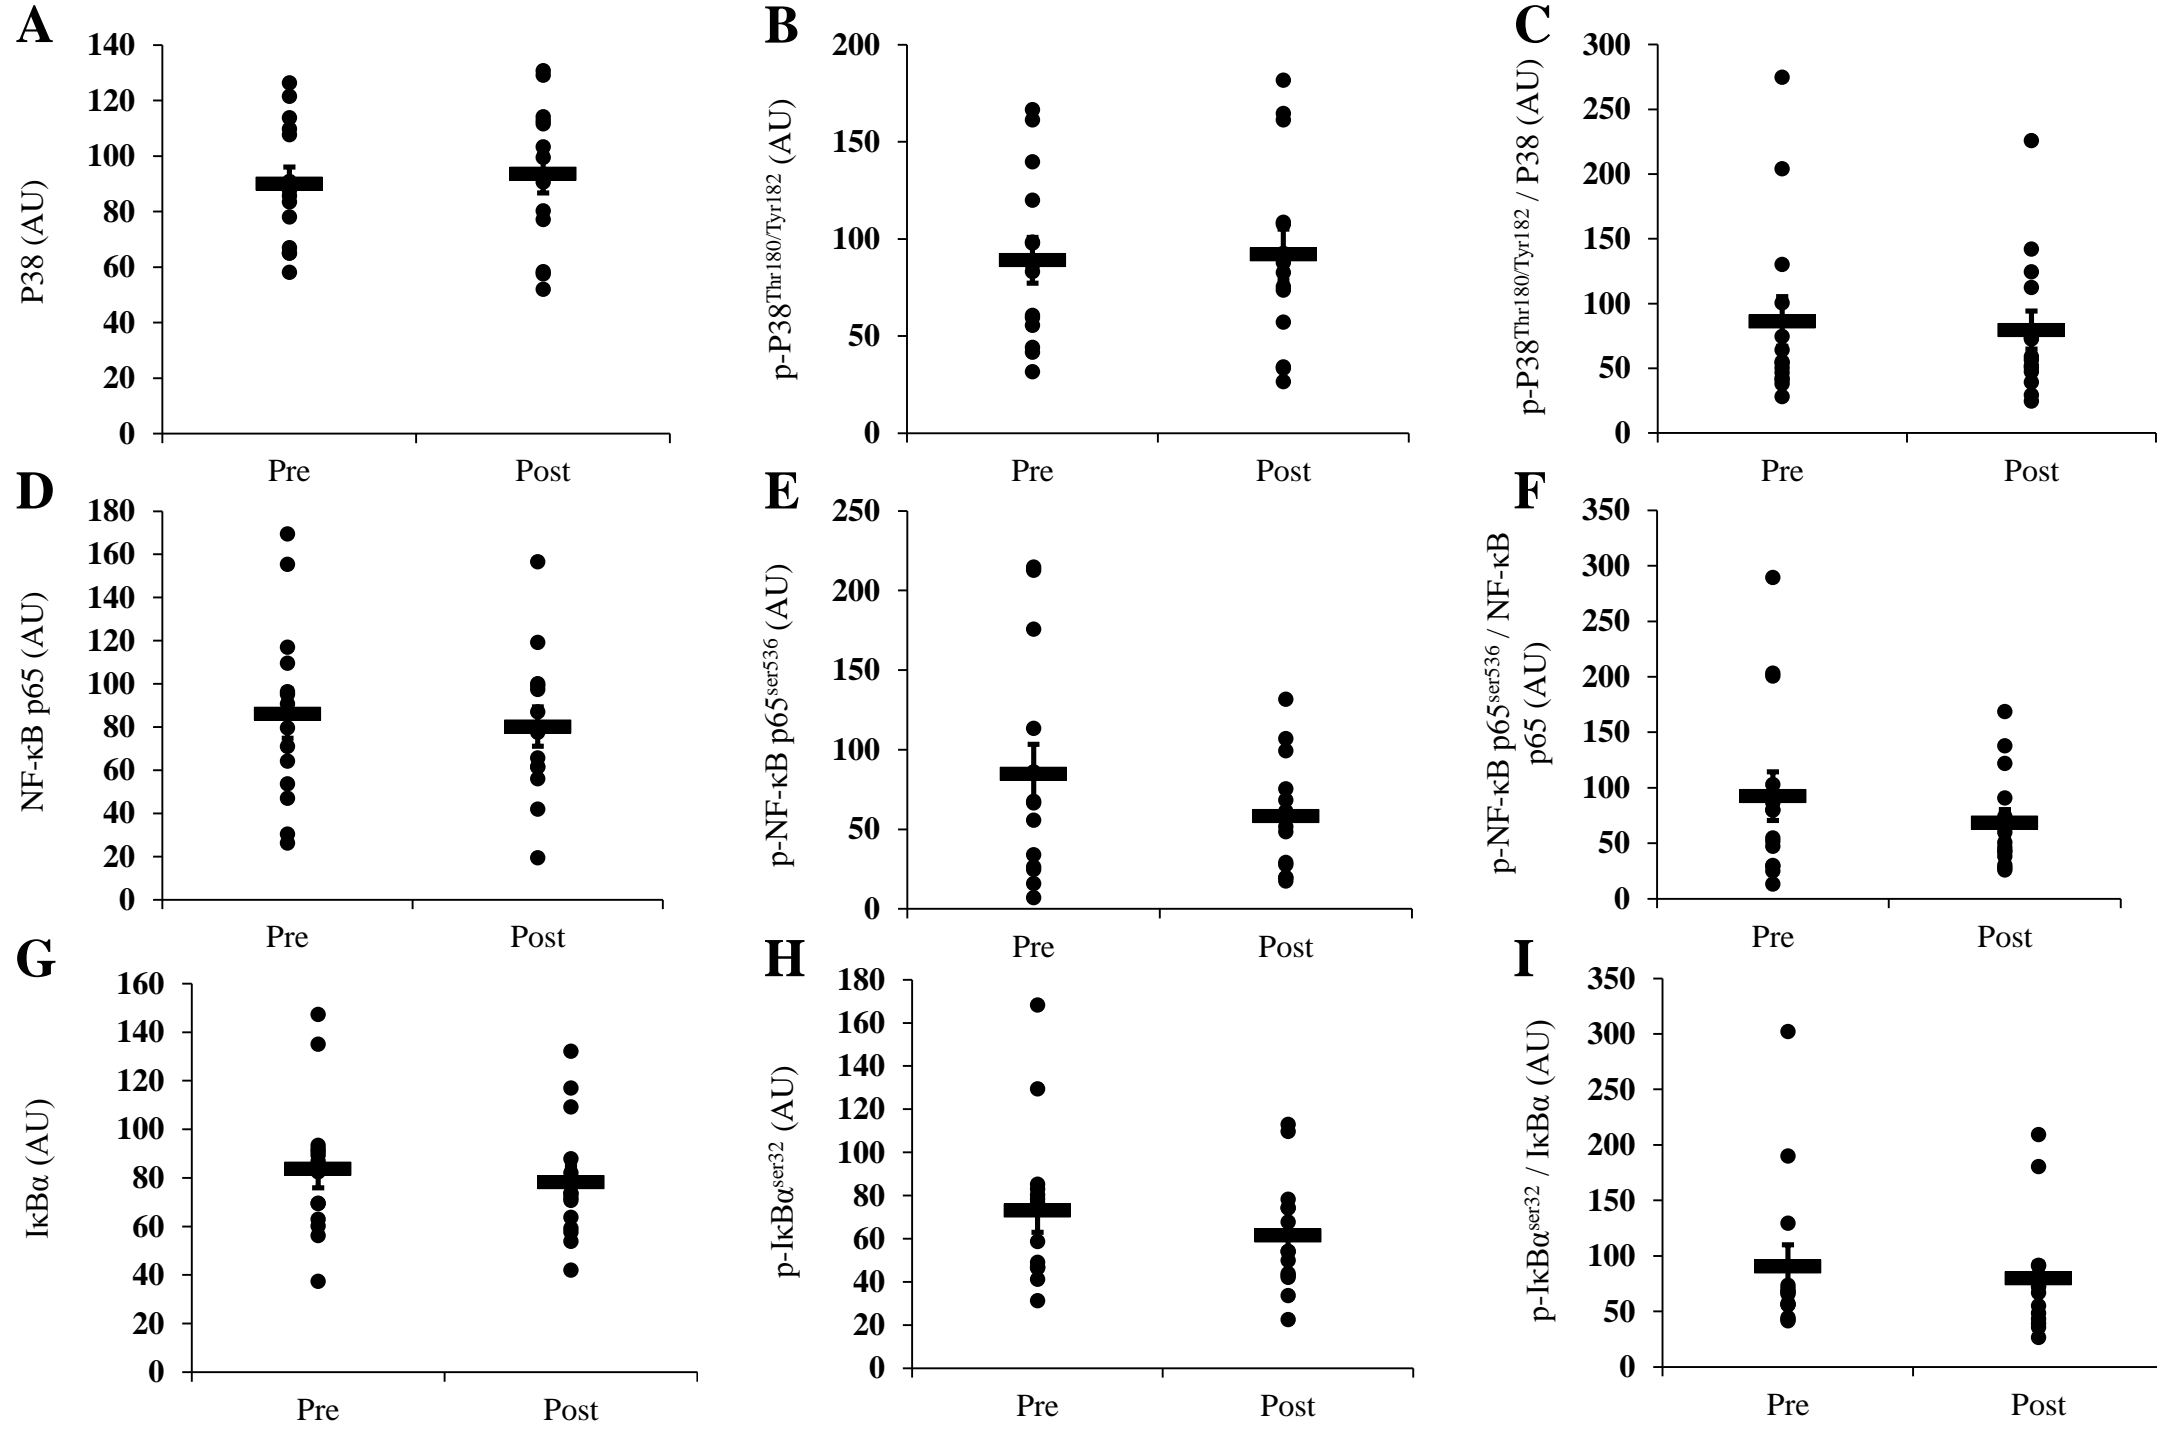 A
P38 (AU)
140
120
100
80
60
40
20
0
Pre Post
B
p-P38Thr180/Tyr182 (AU)
200
150
100
50
0
Pre Post
C
p-P38Thr180/Tyr182 / P38 (AU)
300
250
200
150
100
50
0
Pre Post
D
NF-κB p65 (AU)
180
160
140
120
100
80
60
40
20
0
Pre Post
E
p-NF-κB p65ser536 (AU)
250
200
150
100
50
0
Pre Post
F
p-NF-κB p65ser536 / NF-κB
p65 (AU)
350
300
250
200
150
100
50
0
Pre Post
G
IκBα (AU)
160
140
120
100
80
60
40
20
0
Pre Post
H
p-IκBαser32 (AU)
180
160
140
120
100
80
60
40
20
0
Pre Post
I
p-IκBαser32 / IκBα (AU)
350
300
250
200
150
100
50
0
Pre Post